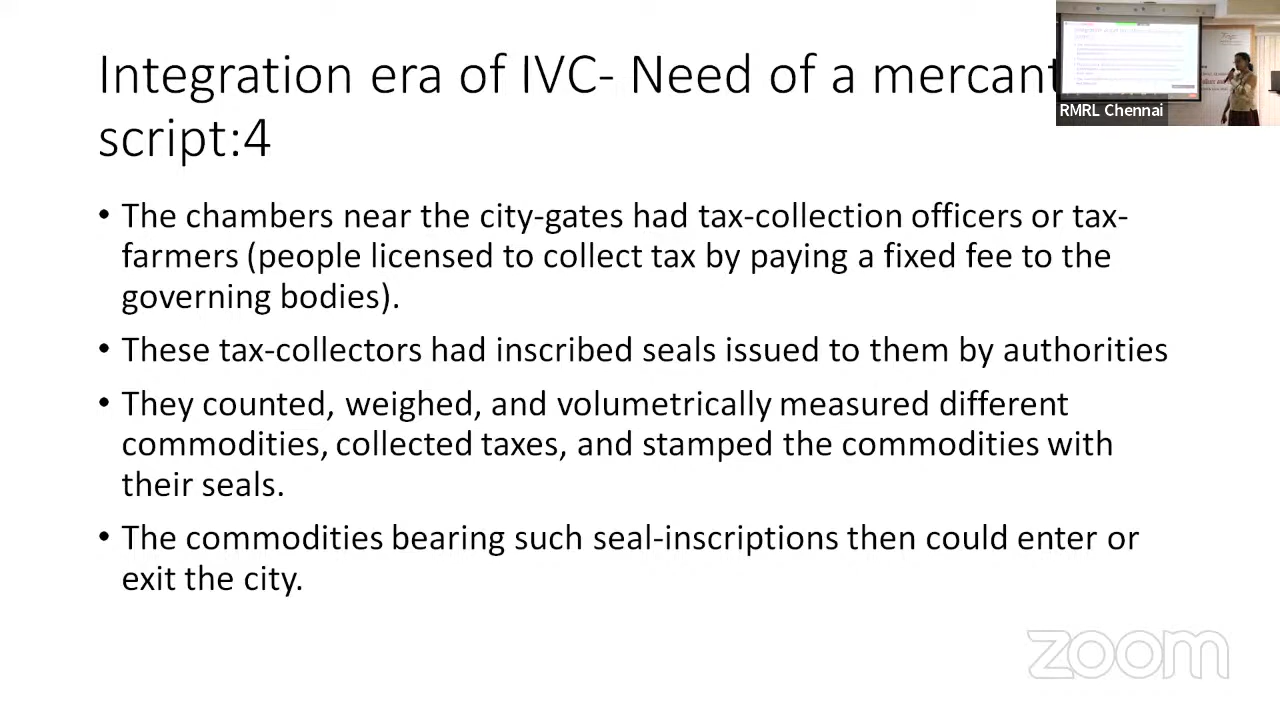 Integration era of IVC- Need of a mercant
script:4
RMRL Chennai
• The chambers near the city-gates had tax-collection officers or tax-
farmers (people licensed to collect tax by paying a fixed fee to the
governing bodies).
• These tax-collectors had inscribed seals issued to them by authorities
• They counted, weighed, and volumetrically measured different
commodities, collected taxes, and stamped the commodities with
their seals.
• The commodities bearing such seal-inscriptions then could enter or
exit the city.
zoom